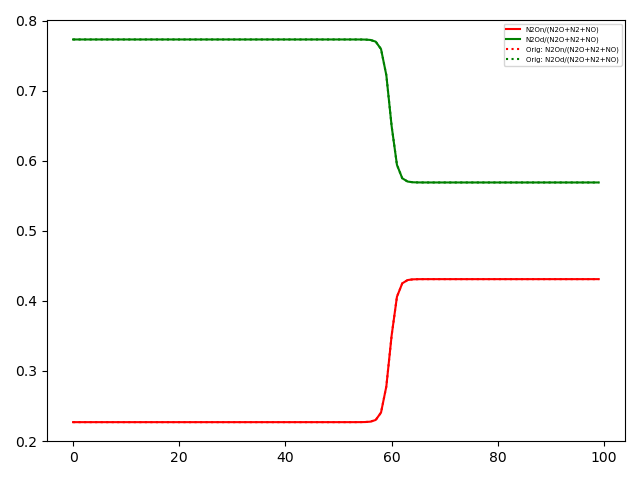 0.8
0.7
0.6
0.5
0.4
0.3
0.2
0 20 40 60 80 100
N2On/(N2O+N2+NO)
N2Od/(N2O+N2+NO)
Orig: N2On/(N2O+N2+NO)
Orig: N2Od/(N2O+N2+NO)